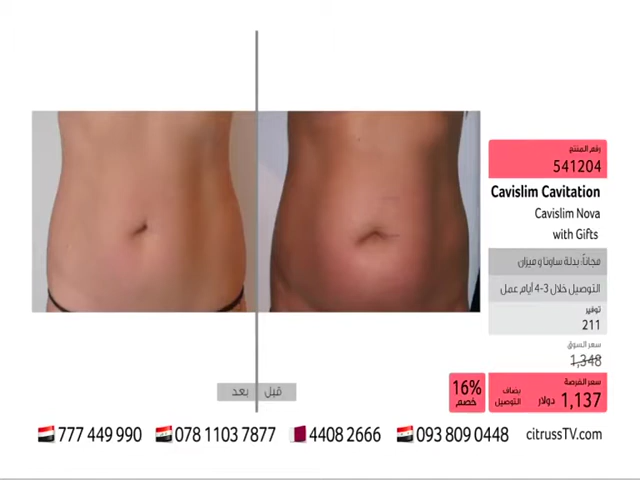 رقم المنتج
541204
Cavislim Cavitation
Cavislim Nova
with Gifts
مجاناً: بدلة ساونا و ميزان
التوصيل خلال 3-4 أيام عمل
توفير
211
سعر السوق
1,348
سعر الفرصة
1,137 دولار
يضاف
التوصيل
16%
خصم
قبل
بعد
777 449 990
078 1103 7877
4408 2666
093 809 0448
citrussTV.com